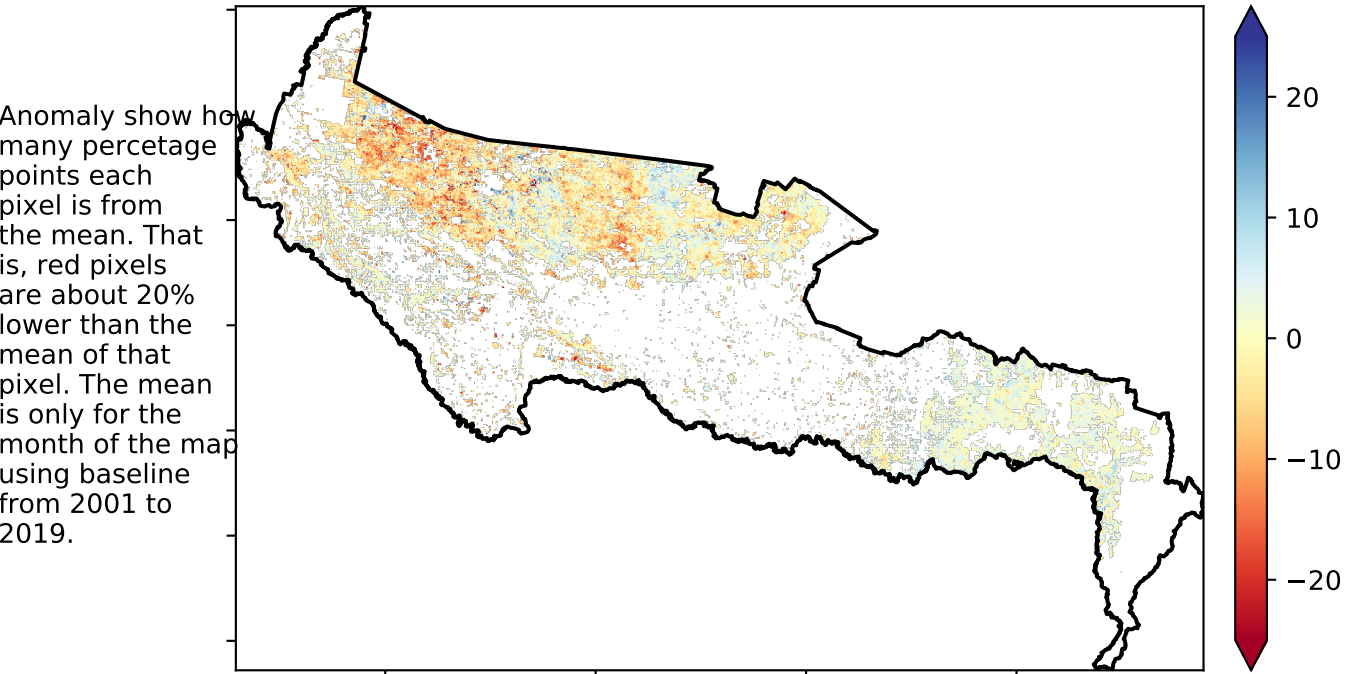 Anomaly show how
many percetage
points each
pixel is from
the mean. That
is, red pixels
are about 20%
lower than the
mean of that
pixel. The mean
is only for the
month of the map
using baseline
from 2001 to
2019.
20
10
0
−10
−20